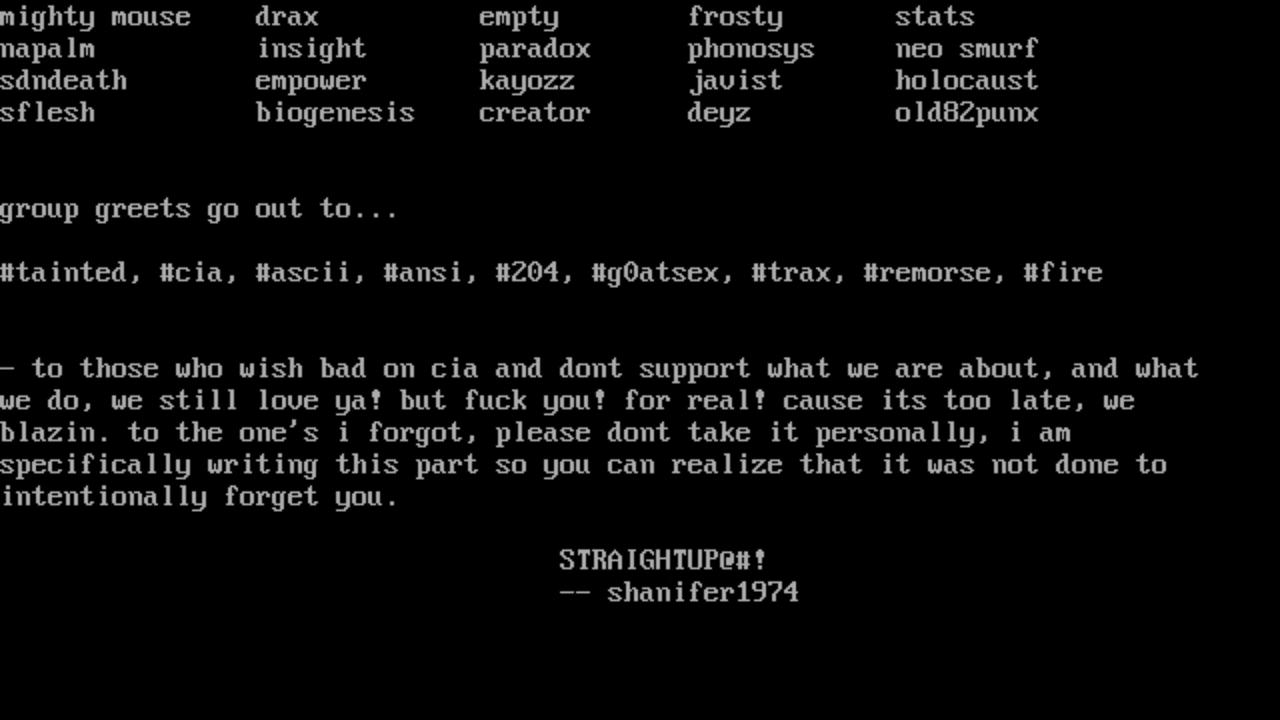 mighty mouse drax empty frosty stats
napalm insight paradox phonosys neo smurf
sdndeath empower kayozz javist holocaust
sflesh biogenesis creator deyz old82punx
group greets go out to...
#tainted, #cia, #ascii, #ansi, #204, #g0atsex, #trax, #remorse, #fire
- to those who wish bad on cia and dont support what we are about, and what
we do, we still love ya! but fuck you! for real! cause its too late, we
blazin. to the one's i forgot, please dont take it personally, i am
specifically writing this part so you can realize that it was not done to
intentionally forget you.
STRAIGHTUP@#!
-- shanifer1974